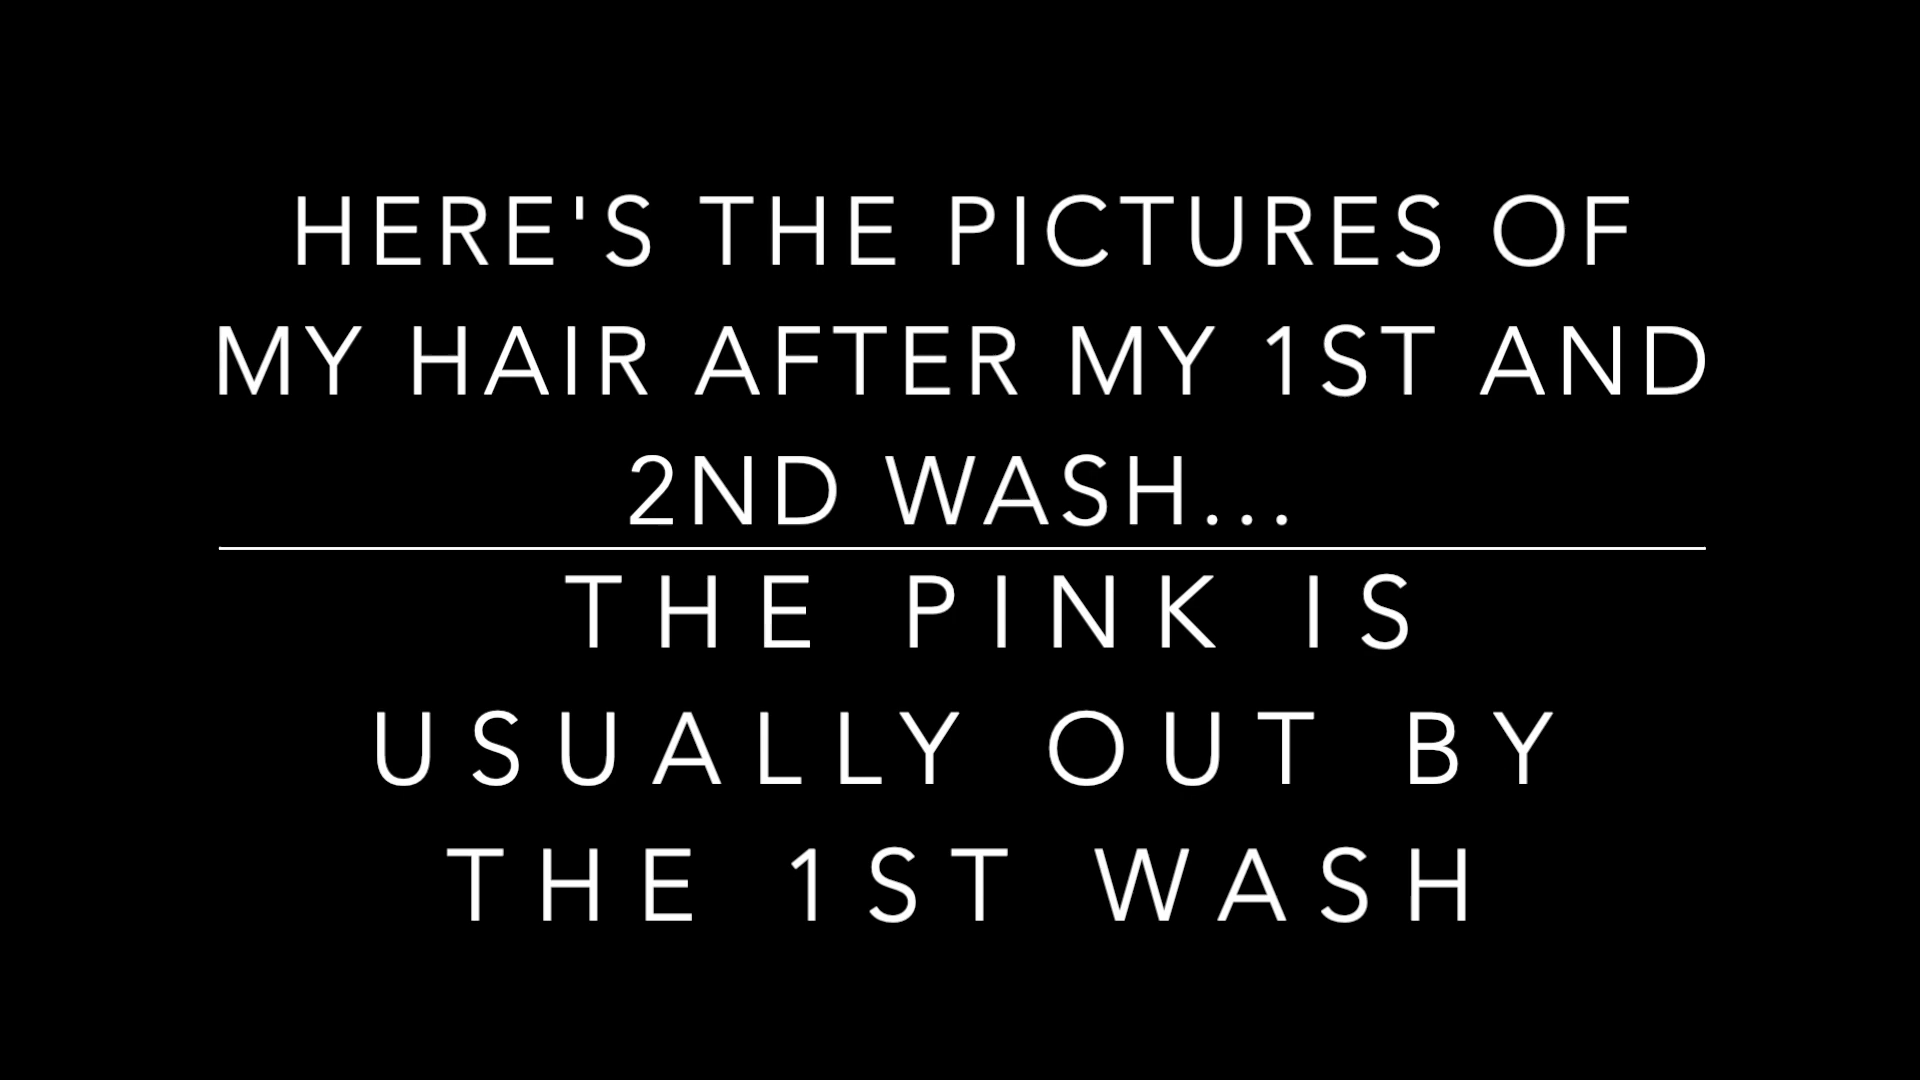 HERE'S THE PICTURES OF
MY HAIR AFTER MY 1ST AND
2ND WASH...
THE PINK IS
USUALLY OUT BY
THE 1ST WASH